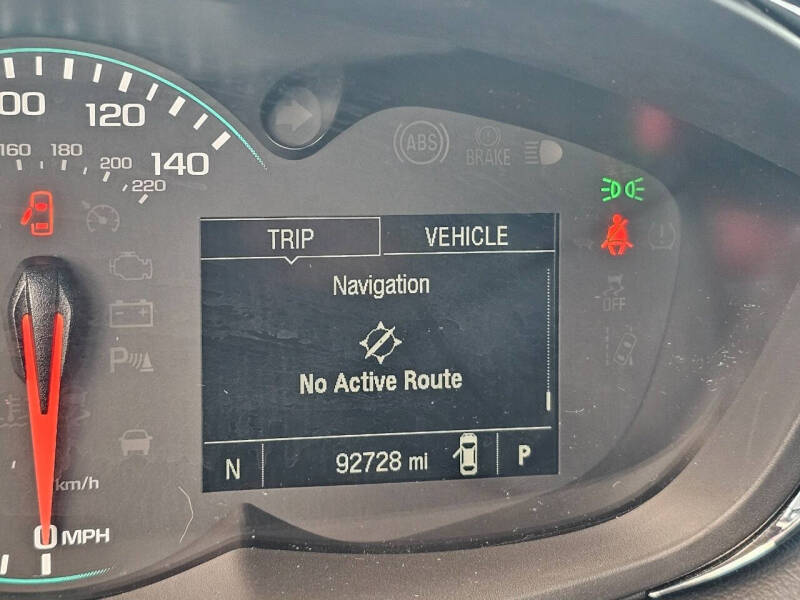 00 120 140
160 180 200 220
ABS
BRAKE
TRIP VEHICLE
Navigation
No Active Route
OFF
P
N 92728 mi P
km/h
0 MPH